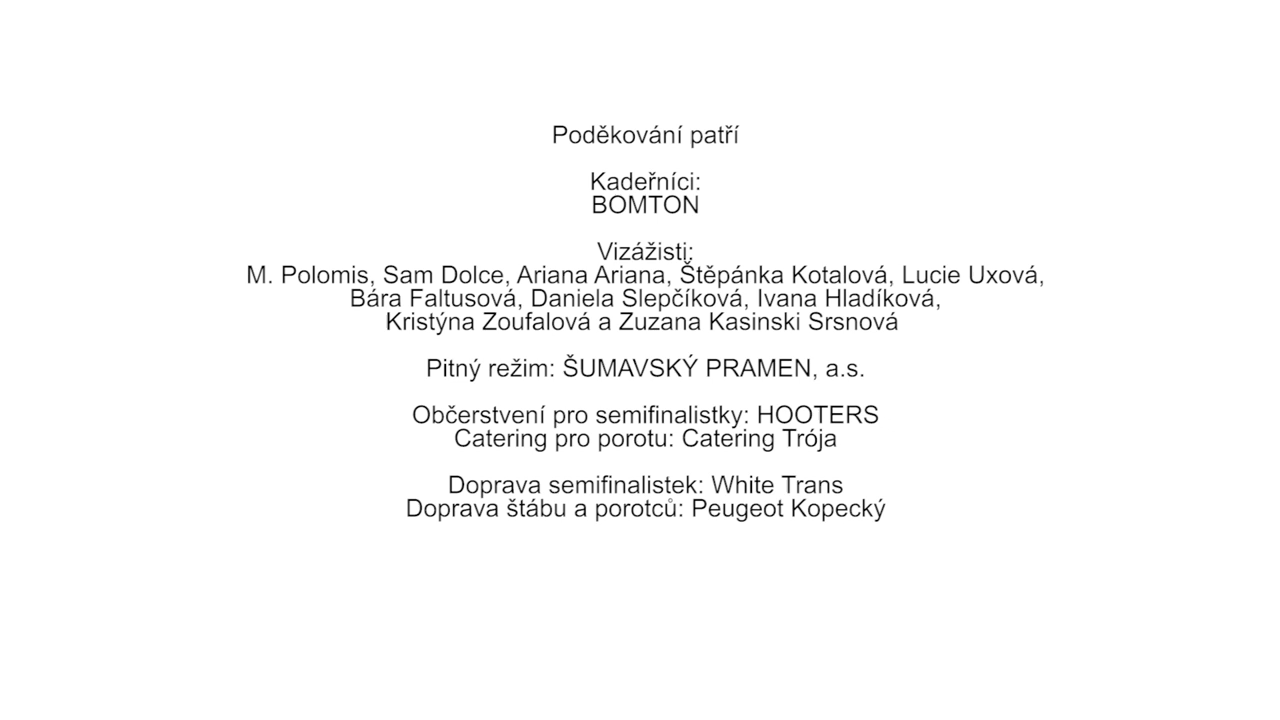 Poděkování patří
Kadeřníci:
BOMTON
Vizážisti:
M. Polomis, Sam Dolce, Ariana Ariana, Štěpánka Kotalová, Lucie Uxová,
Bára Faltusová, Daniela Slepčíková, Ivana Hladíková,
Kristýna Zoufalová a Zuzana Kasinski Srsnová
Pitný režim: ŠUMAVSKÝ PRAMEN, a.s.
Občerstvení pro semifinalistky: HOOTERS
Catering pro porotu: Catering Trója
Doprava semifinalistek: White Trans
Doprava štábu a porotců: Peugeot Kopecký